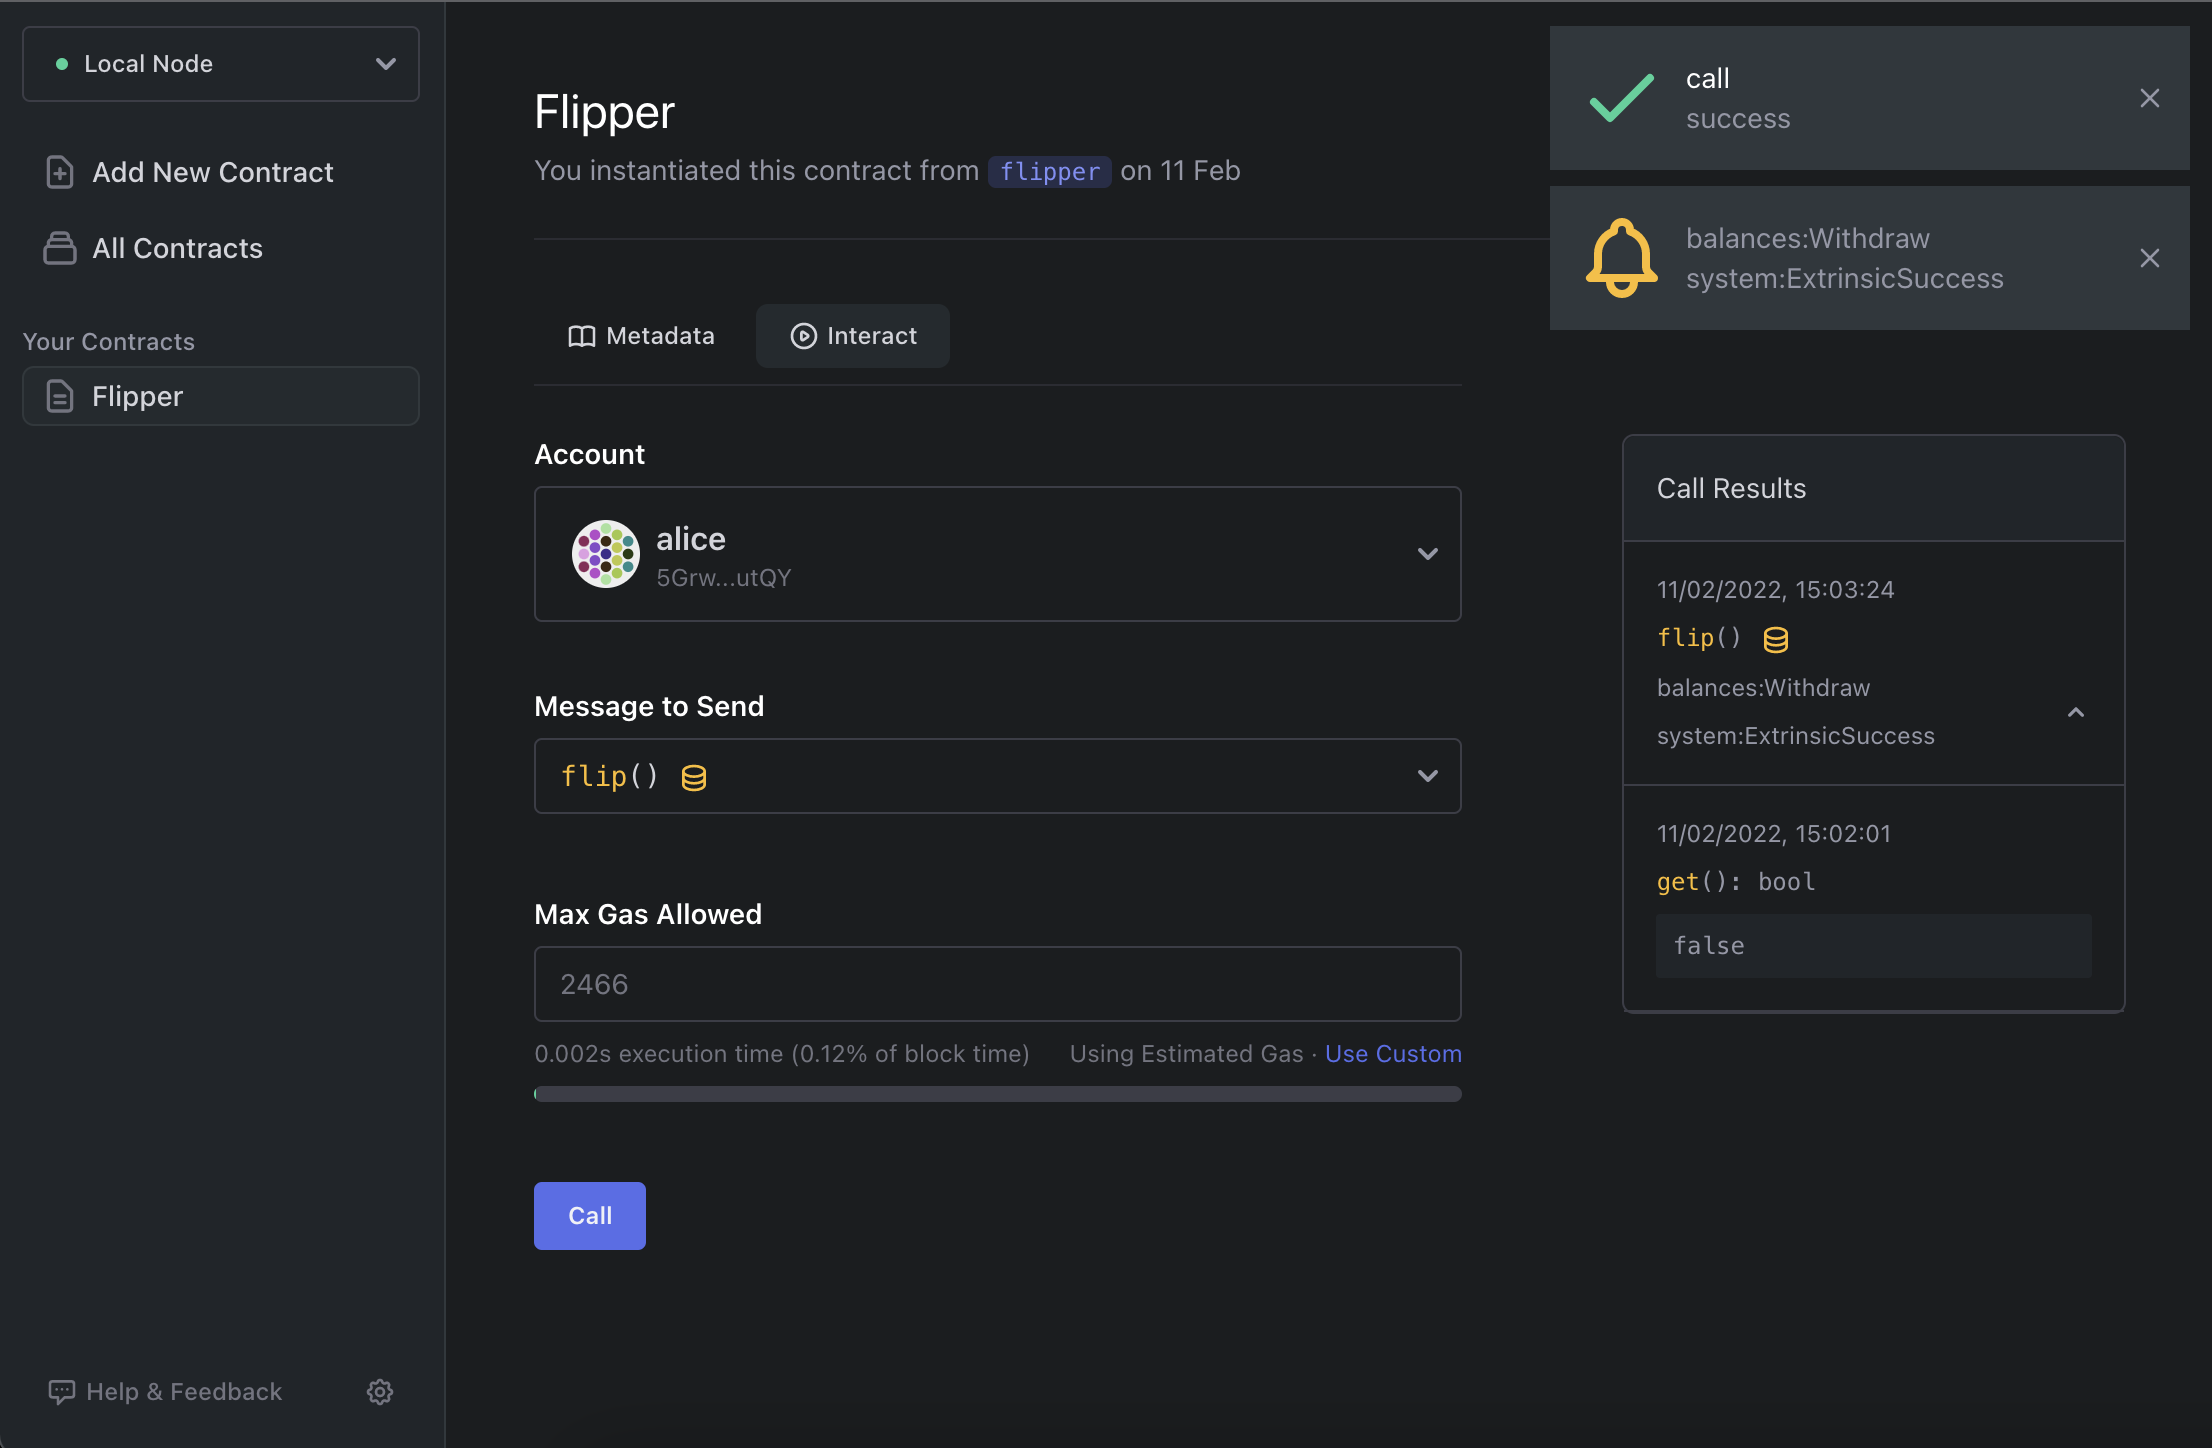 Local Node
Add New Contract
All Contracts
Your Contracts
Flipper
Help & Feedback
Flipper
You instantiated this contract from flipper on 11 Feb
Metadata
Interact
Account
alice
5Grw...utQY
Message to Send
flip()
Max Gas Allowed
2466
0.002s execution time (0.12% of block time)
Using Estimated Gas · Use Custom
Call
call
success
balances:Withdraw
system:ExtrinsicSuccess
Call Results
11/02/2022, 15:03:24
flip()
balances:Withdraw
system:ExtrinsicSuccess
11/02/2022, 15:02:01
get(): bool
false